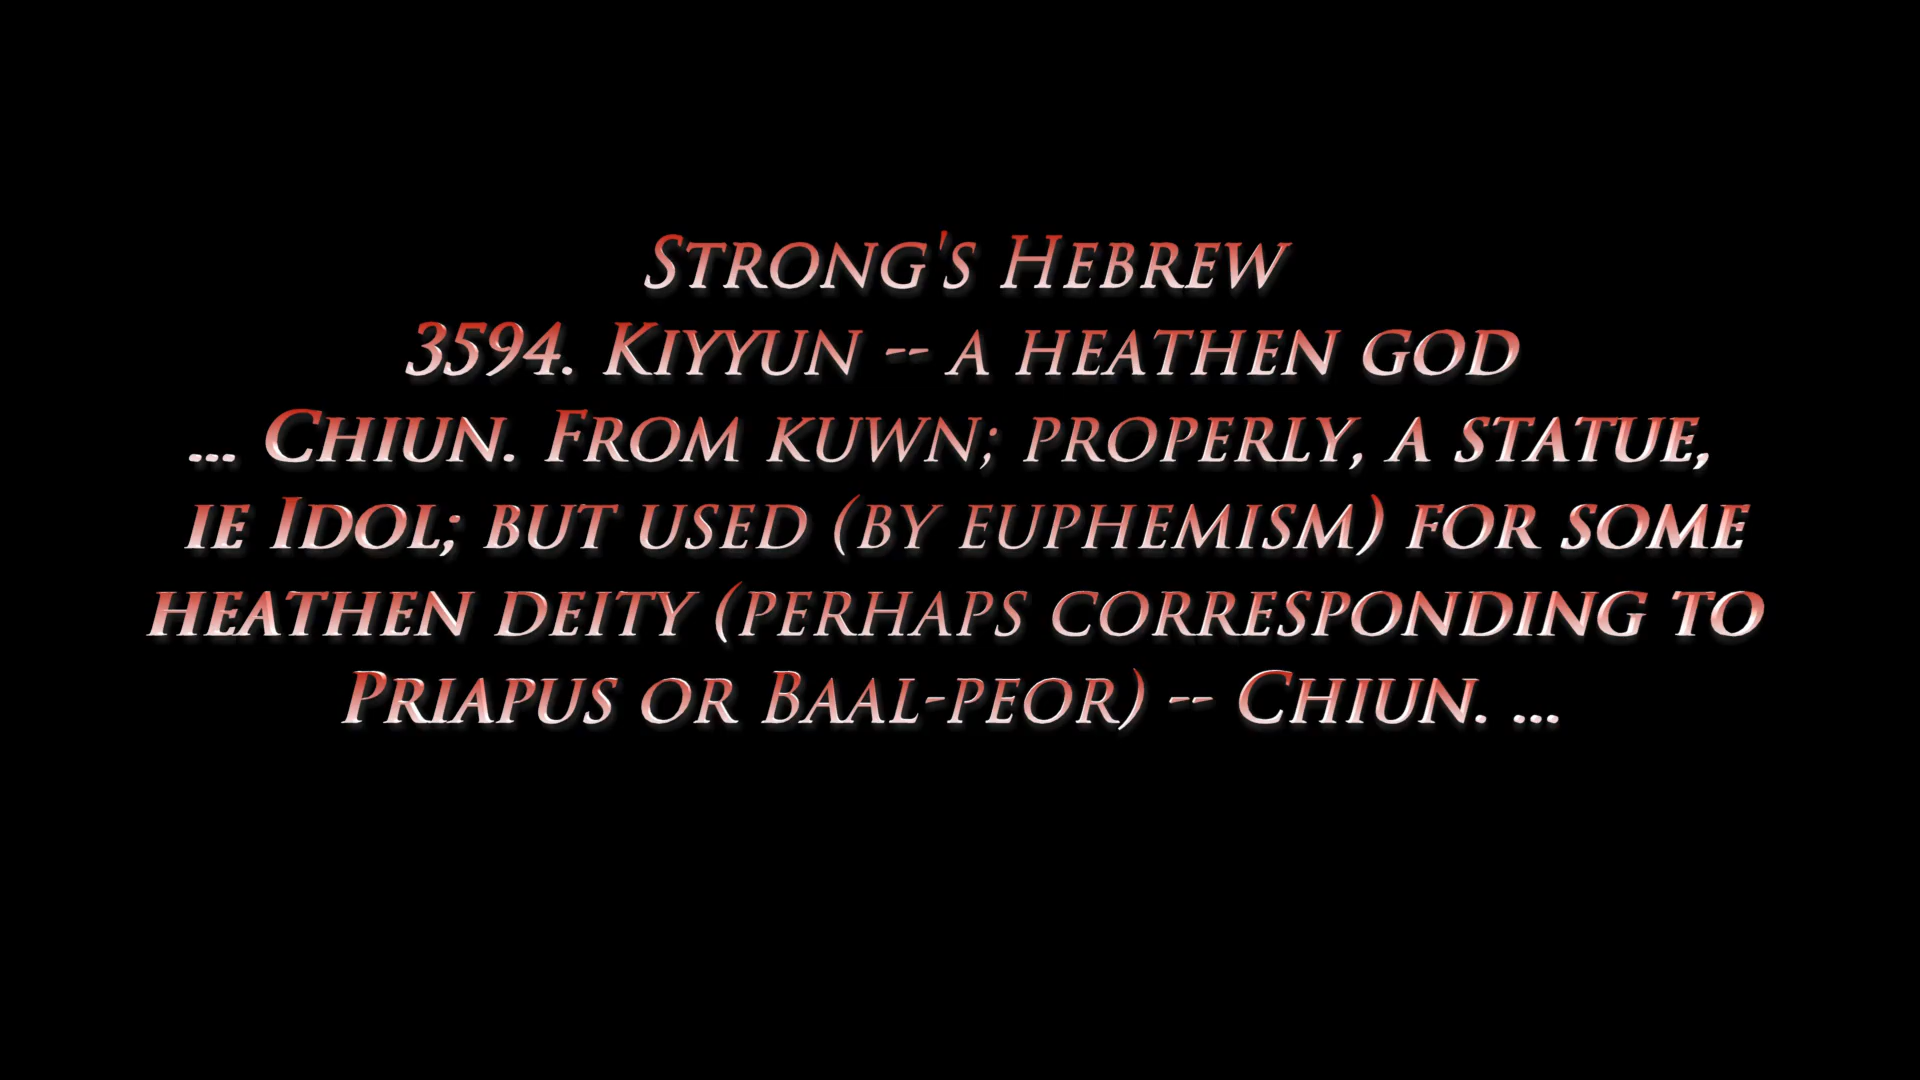 Strong's Hebrew
3594. Kiyyun -- a heathen god
... Chiun. From kuwn; properly, a statue,
ie Idol; but used (by euphemism) for some
heathen deity (perhaps corresponding to
Priapus or Baal-peor) -- Chiun. ...